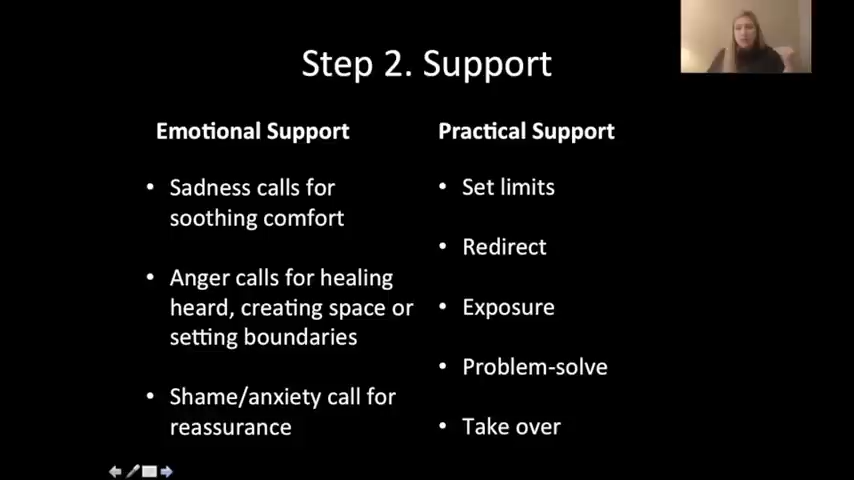 Step 2. Support
Emotional Support
• Sadness calls for
soothing comfort
• Anger calls for healing
heard, creating space or
setting boundaries
• Shame/anxiety call for
reassurance
Practical Support
• Set limits
• Redirect
• Exposure
• Problem-solve
• Take over